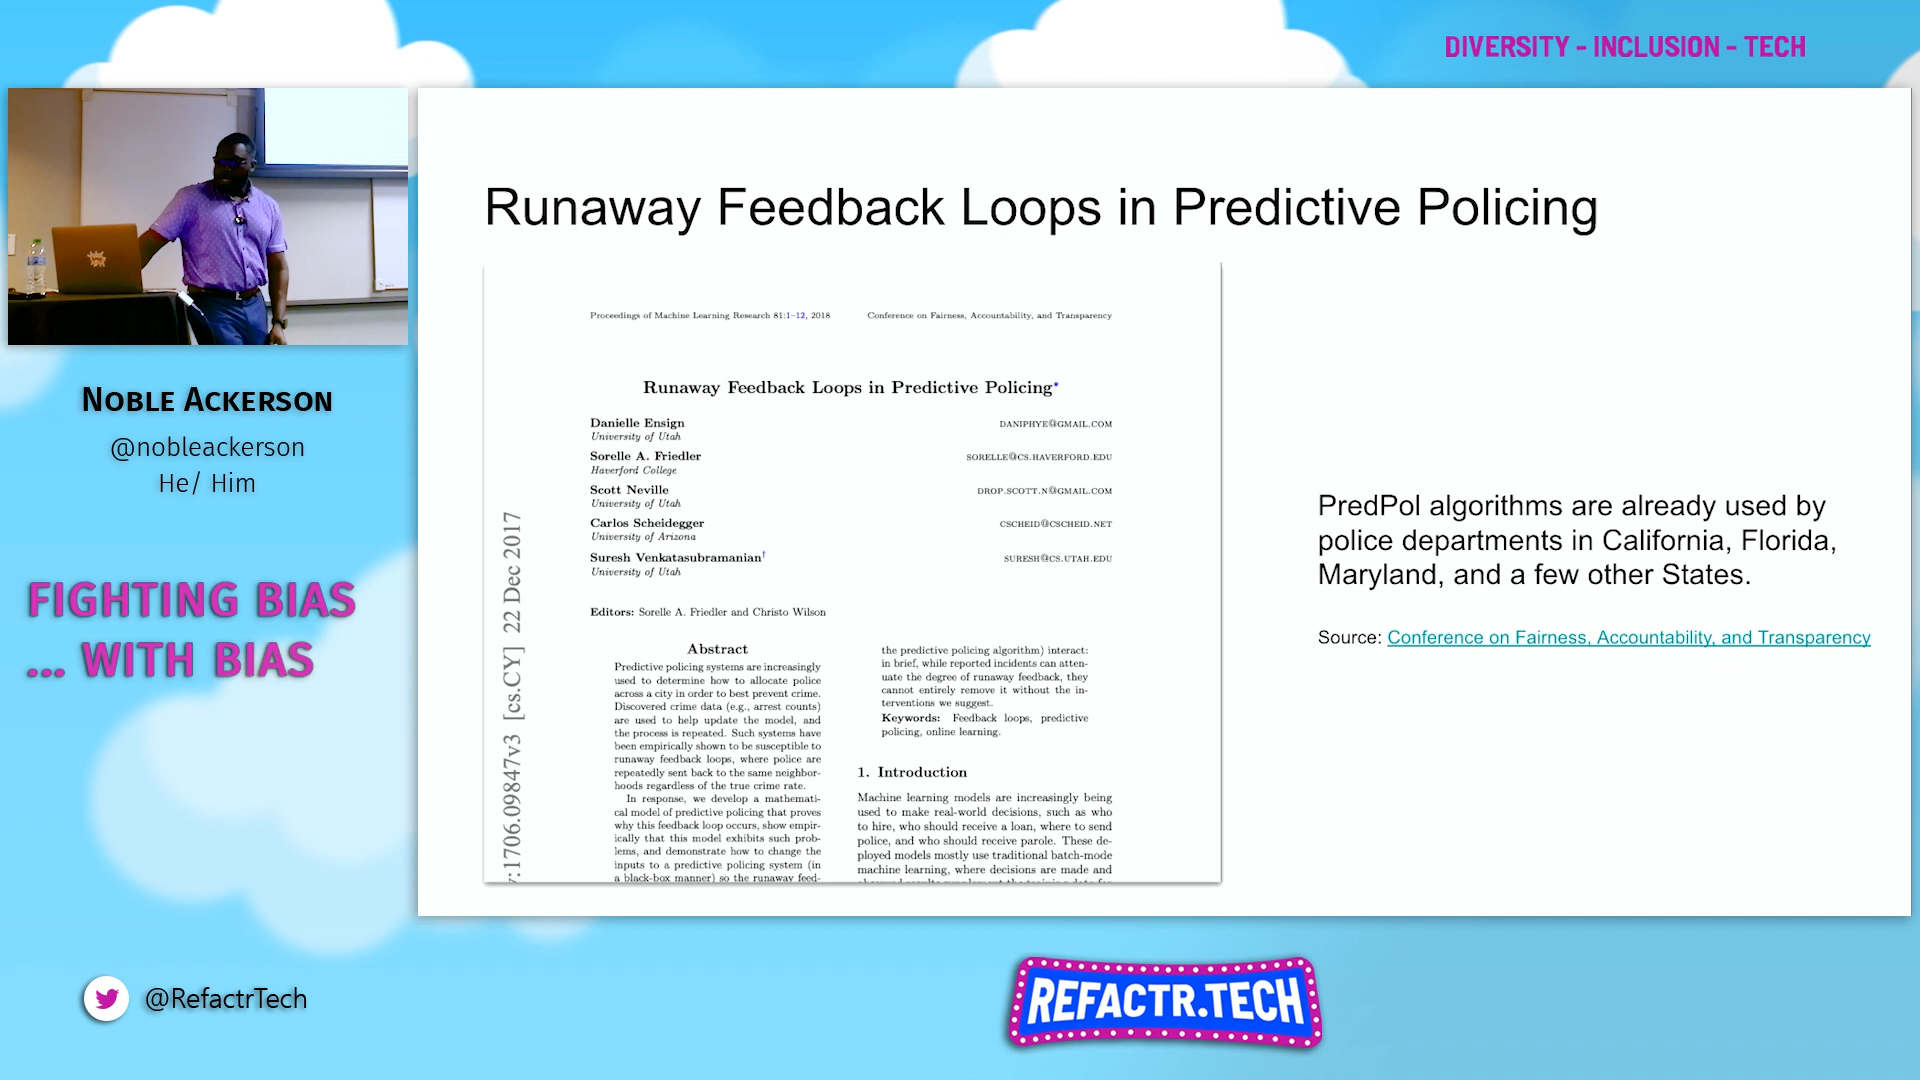 DIVERSITY - INCLUSION - TECH
NOBLE ACKERSON
@nobleackerson
He/ Him
FIGHTING BIAS
... WITH BIAS
@RefactrTech
Runaway Feedback Loops in Predictive Policing
Proceedings of Machine Learning Research 81:1–12, 2018
Conference on Fairness, Accountability, and Transparency
Runaway Feedback Loops in Predictive Policing*
Danielle Ensign
DANIPHYE@GMAIL.COM
University of Utah
Sorelle A. Friedler
SORELLE@CS.HAVERFORD.EDU
Haverford College
Scott Neville
DROP.SCOTT.N@GMAIL.COM
University of Utah
Carlos Scheidegger
CSCHEID@CSCHEID.NET
University of Arizona
Suresh Venkatasubramanian†
SURESH@CS.UTAH.EDU
University of Utah
Editors: Sorelle A. Friedler and Christo Wilson
:1706.09847v3 [cs.CY] 22 Dec 2017
Abstract
Predictive policing systems are increasingly
used to determine how to allocate police
across a city in order to best prevent crime.
Discovered crime data (e.g., arrest counts)
are used to help update the model, and
the process is repeated. Such systems have
been empirically shown to be susceptible to
runaway feedback loops, where police are
repeatedly sent back to the same neighbor-
hoods regardless of the true crime rate.
In response, we develop a mathemati-
cal model of predictive policing that proves
why this feedback loop occurs, show empir-
ically that this model exhibits such prob-
lems, and demonstrate how to change the
inputs to a predictive policing system (in
a black-box manner) so the runaway feed-
the predictive policing algorithm) interact:
in brief, while reported incidents can atten-
uate the degree of runaway feedback, they
cannot entirely remove it without the in-
terventions we suggest.
Keywords: Feedback loops, predictive
policing, online learning.
1. Introduction
Machine learning models are increasingly being
used to make real-world decisions, such as who
to hire, who should receive a loan, where to send
police, and who should receive parole. These de-
ployed models mostly use traditional batch-mode
machine learning, where decisions are made and
PredPol algorithms are already used by
police departments in California, Florida,
Maryland, and a few other States.
Source: Conference on Fairness, Accountability, and Transparency
REFACTR.TECH